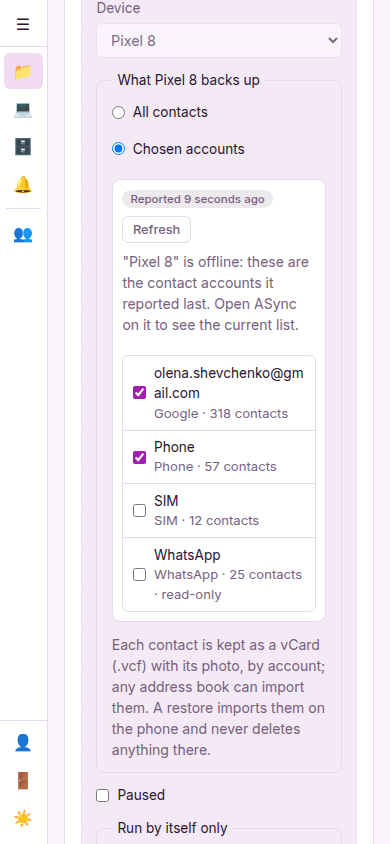 Device
Pixel 8
What Pixel 8 backs up
All contacts
Chosen accounts
Reported 9 seconds ago
Refresh
"Pixel 8" is offline: these are
the contact accounts it
reported last. Open ASync
on it to see the current list.
olena.shevchenko@gm
ail.com
Google · 318 contacts
Phone
Phone · 57 contacts
SIM
SIM · 12 contacts
WhatsApp
WhatsApp · 25 contacts
· read-only
Each contact is kept as a vCard
(.vcf) with its photo, by account;
any address book can import
them. A restore imports them on
the phone and never deletes
anything there.
Paused
Run by itself only